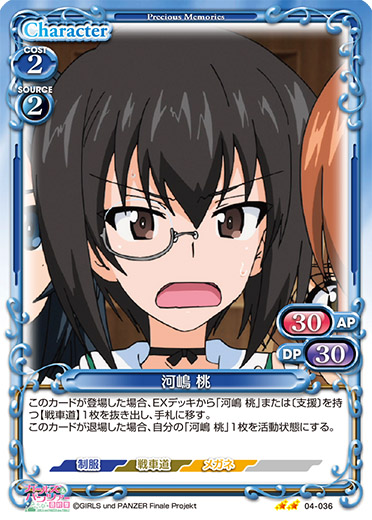 Precious Memories
Character
COST
2
SOURCE
2
30 AP
DP 30
河嶋 桃
このカードが登場した場合、EXデッキから「河嶋 桃」または〔支援〕を持
つ【戦車道】1枚を抜き出し、手札に移す。
このカードが退場した場合、自分の「河嶋 桃」1枚を活動状態にする。
制服 戦車道 メガネ
©GIRLS und PANZER Finale Projekt
04-036